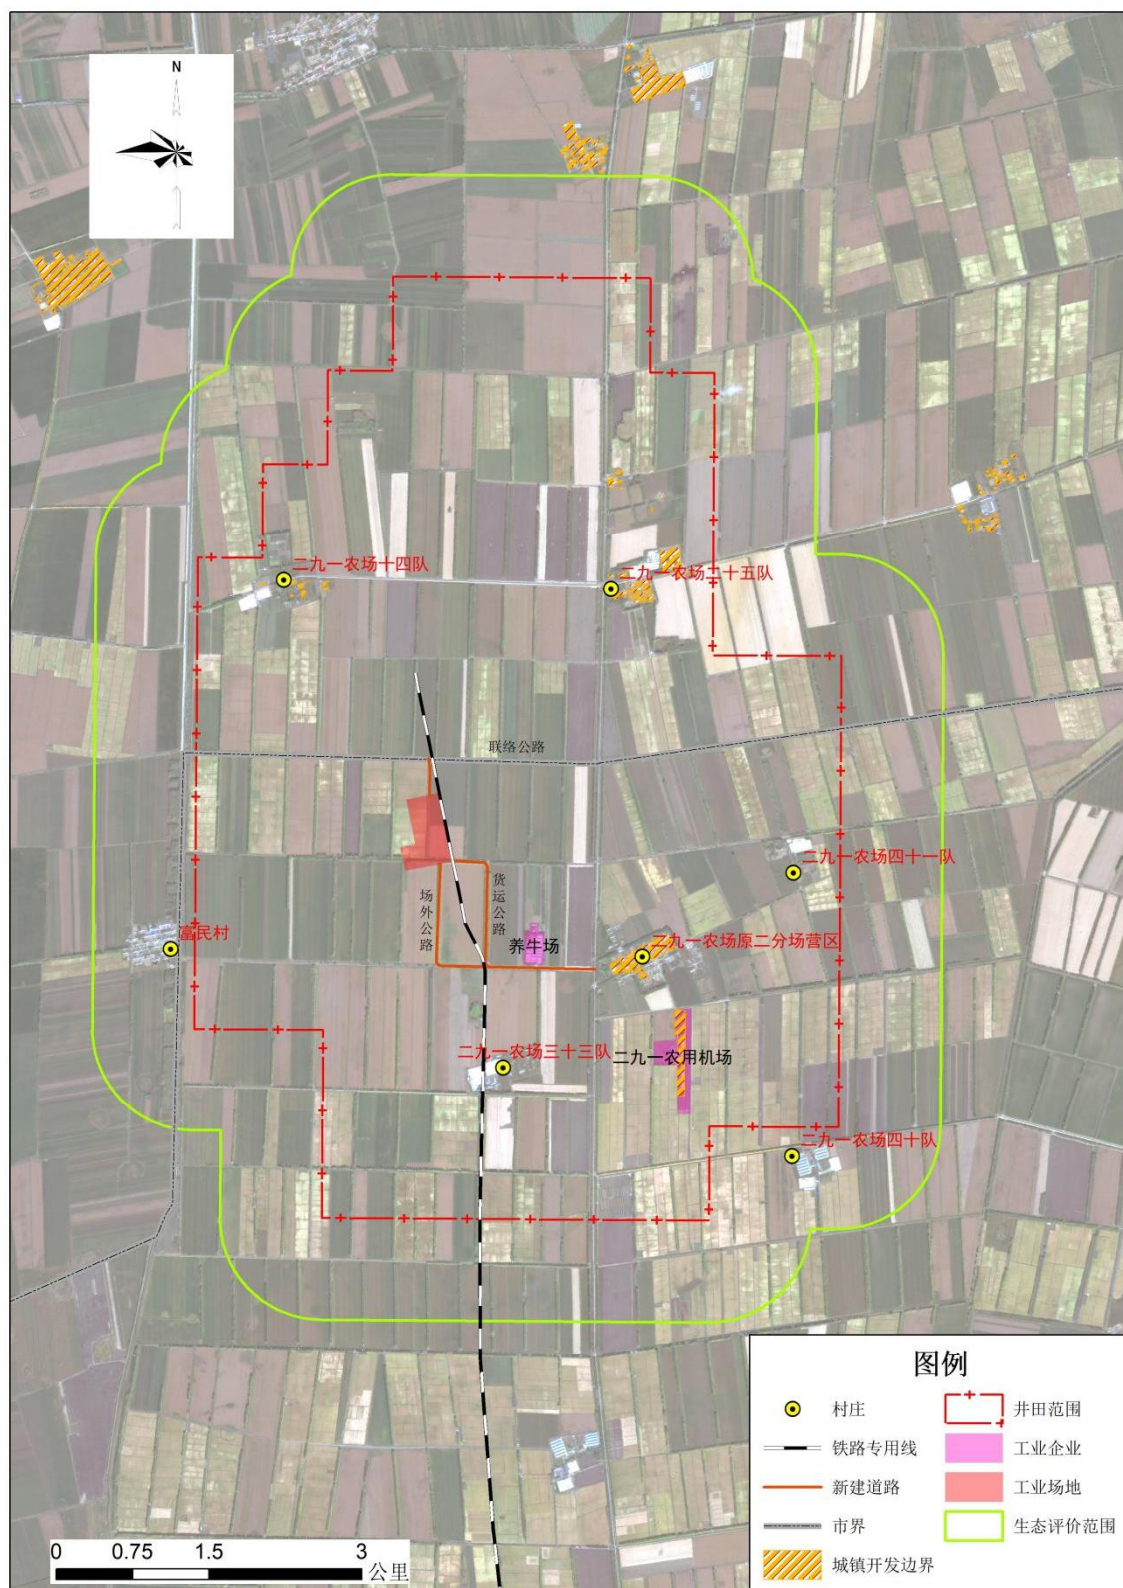 N
二九一农场十四队
二九一农场二十五队
联络公路
二九一农场四十一队
货运公路
场外公路
富民村
养牛场
二九一农场原二分场营区
二九一农场三十三队
二九一农用机场
二九一农场四十队
图例
村庄
井田范围
铁路专用线
工业企业
新建道路
工业场地
市界
生态评价范围
城镇开发边界
0 0.75 1.5 3
公里